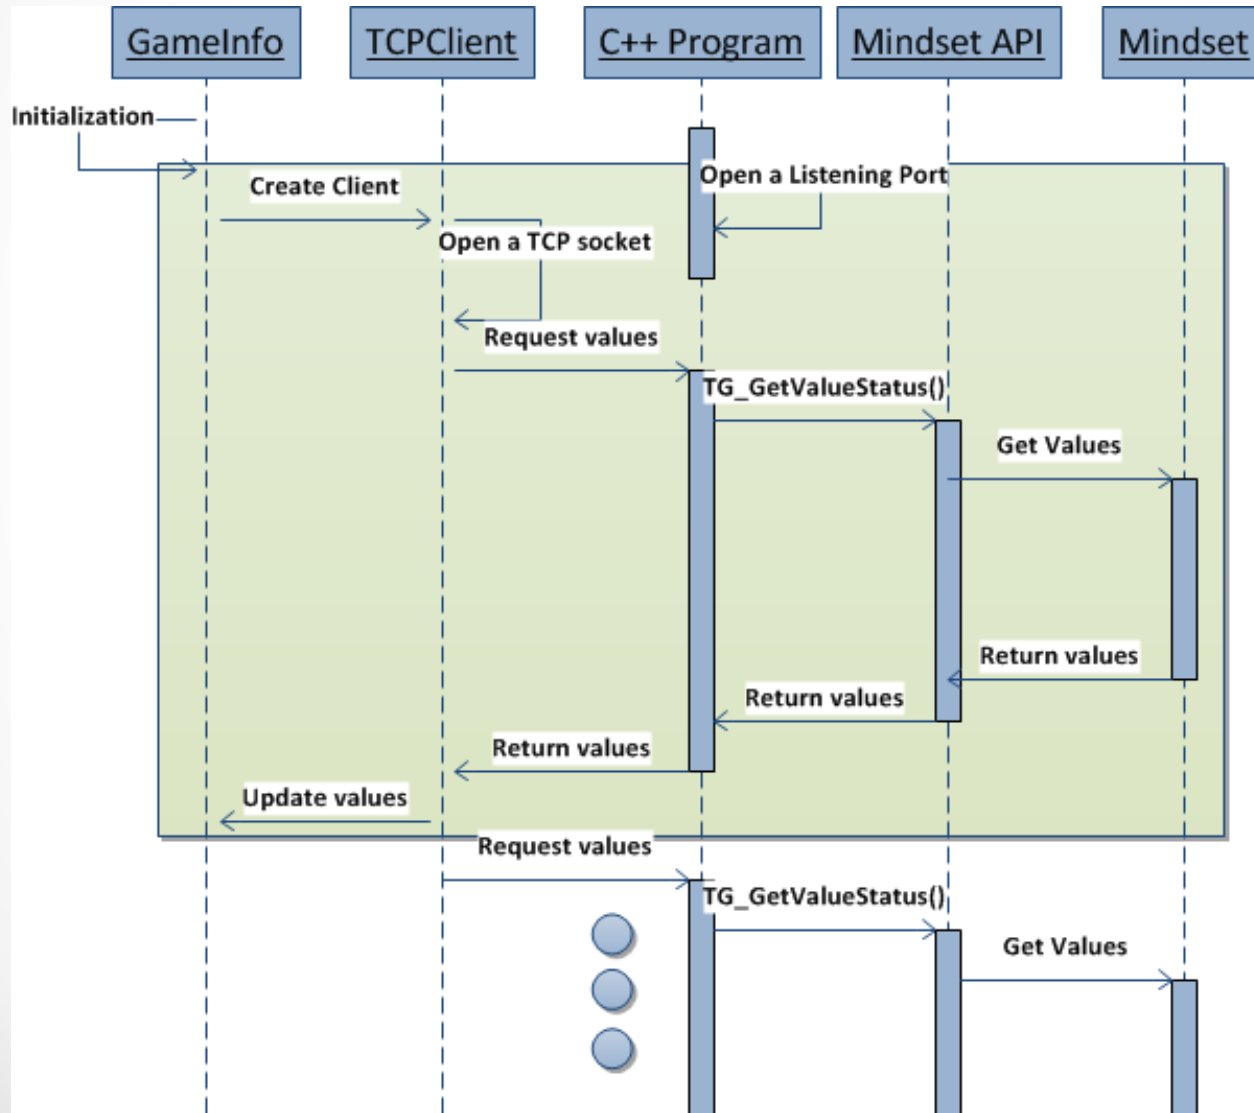 GameInfo
TCPClient
C++ Program
Mindset API
Mindset
Initialization
Open a Listening Port
Create Client
Open a TCP socket
Request values
TG_GetValueStatus()
Get Values
Return values
Return values
Return values
Update values
Request values
TG_GetValueStatus()
Get Values